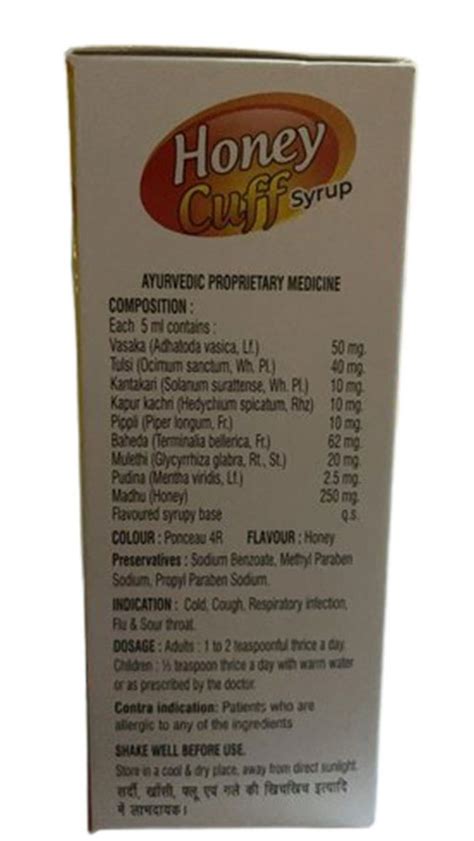 Honey
Cuff Syrup
AYURVEDIC PROPRIETARY MEDICINE
COMPOSITION :
Each 5 ml contains :
Vasaka (Adhatoda vasica, Lf.) 50 mg.
Tulsi (Ocimum sanctum, Wh. Pl.) 40 mg.
Kantakari (Solanum surattense, Wh. Pl.) 10 mg.
Kapur kachri (Hedychium spicatum, Rhz) 10 mg.
Pippli (Piper longum, Fr.) 10 mg.
Baheda (Terminalia bellerica, Fr.) 62 mg.
Mulethi (Glycyrrhiza glabra, Rt., St.) 20 mg.
Pudina (Mentha viridis, Lf.) 2.5 mg.
Madhu (Honey) 250 mg.
Flavoured syrupy base q.s.
COLOUR : Ponceau 4R FLAVOUR : Honey
Preservatives : Sodium Benzoate, Methyl Paraben
Sodium, Propyl Paraben Sodium.
INDICATION : Cold, Cough, Respiratory infection,
Flu & Sour throat.
DOSAGE : Adults : 1 to 2 teaspoonful thrice a day.
Children : ½ teaspoon thrice a day with warm water
or as prescribed by the doctor.
Contra indication: Patients who are
allergic to any of the ingredients
SHAKE WELL BEFORE USE.
Store in a cool & dry place, away from direct sunlight.
सर्दी, खाँसी, फ्लू एवं गले की खिचखिच इत्यादि
में लाभदायक।